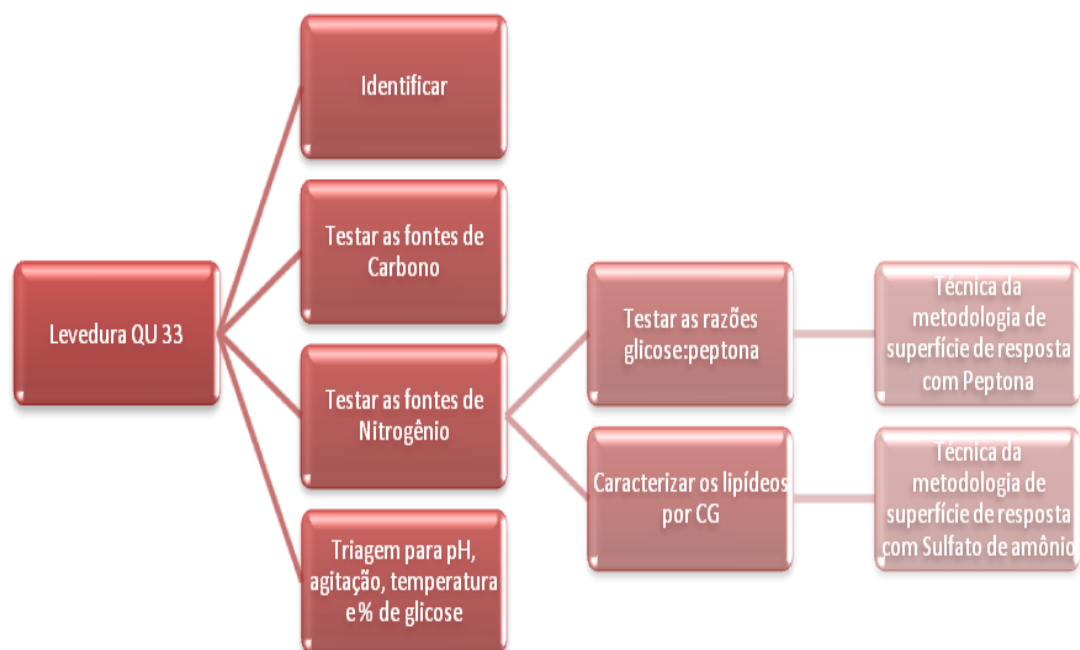 Levedura QU 33
Identificar
Testar as fontes de
Carbono
Testar as fontes de
Nitrogênio
Triagem para pH,
agitação, temperatura
e % de glicose
Testar as razões
glicose:peptona
Caracterizar os lipídeos
por CG
Técnica da
metodologia de
superfície de resposta
com Peptona
Técnica da
metodologia de
superfície de resposta
com Sulfato de amônio